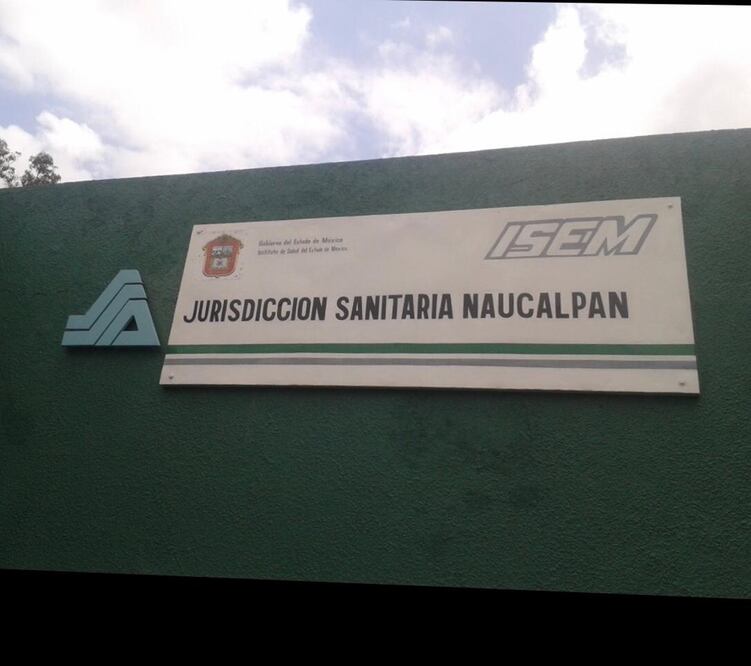 Gobierno del Estado de México
Instituto de Salud del Estado de México
ISEM
JURISDICCION SANITARIA NAUCALPAN